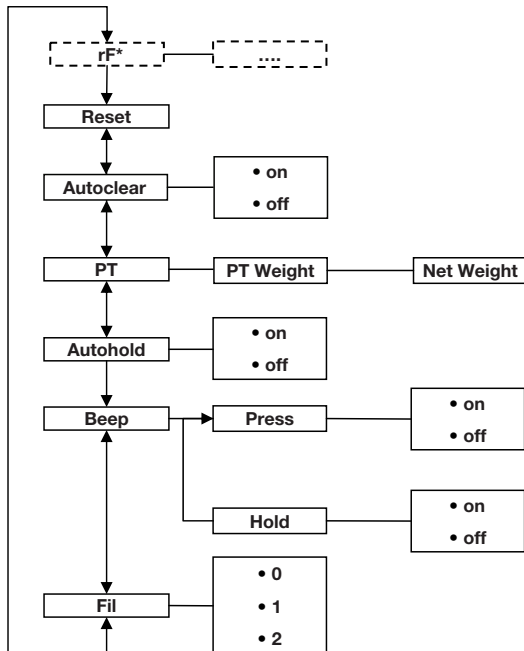 rF*
....
Reset
Autoclear
• on
• off
PT
PT Weight
Net Weight
Autohold
• on
• off
Beep
Press
• on
• off
Hold
• on
• off
Fil
• 0
• 1
• 2